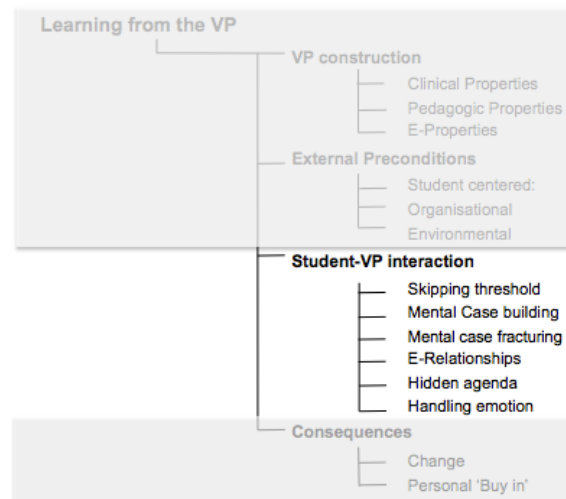 Learning from the VP
VP construction
Clinical Properties
Pedagogic Properties
E-Properties
External Preconditions
Student centered:
Organisational
Environmental
Student-VP interaction
Skipping threshold
Mental Case building
Mental case fracturing
E-Relationships
Hidden agenda
Handling emotion
Consequences
Change
Personal 'Buy in'